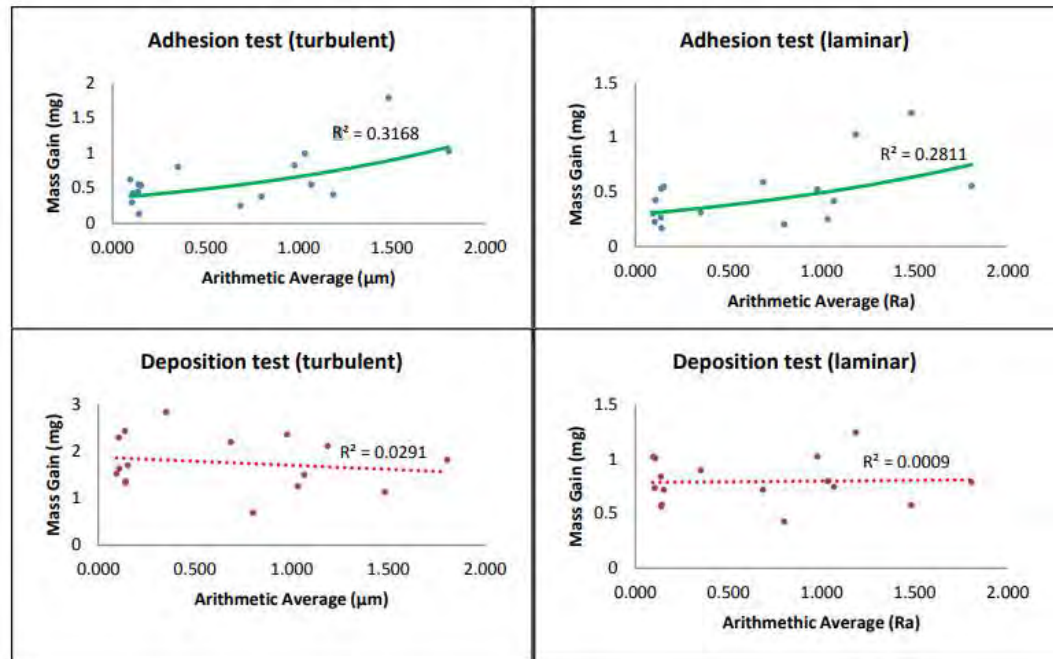 Adhesion test (turbulent)
Mass Gain (mg)
2
1.5
1
0.5
0
R² = 0.3168
0.000 0.500 1.000 1.500 2.000
Arithmetic Average (µm)
Adhesion test (laminar)
Mass Gain (mg)
1.5
1
0.5
0
R² = 0.2811
0.000 0.500 1.000 1.500 2.000
Arithmetic Average (Ra)
Deposition test (turbulent)
Mass Gain (mg)
3
2
1
0
R² = 0.0291
0.000 0.500 1.000 1.500 2.000
Arithmetic Average (µm)
Deposition test (laminar)
Mass Gain (mg)
1.5
1
0.5
0
R² = 0.0009
0.000 0.500 1.000 1.500 2.000
Arithmethic Average (Ra)